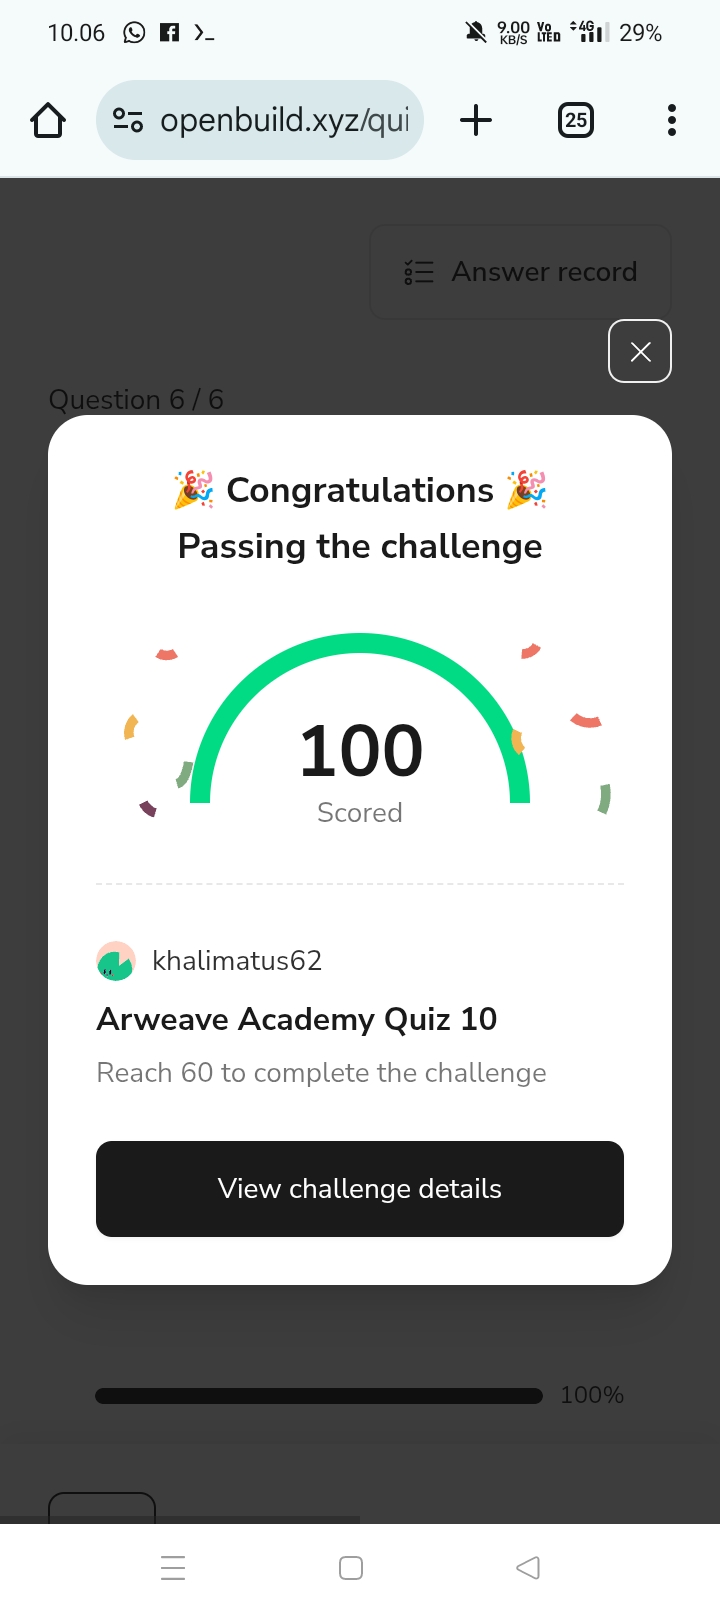 10.06
9.00 KB/S
Vo LTED
4G
29%
openbuild.xyz/qui
25
Answer record
Question 6 / 6
🎉 Congratulations 🎉
Passing the challenge
100
Scored
khalimatus62
Arweave Academy Quiz 10
Reach 60 to complete the challenge
View challenge details
100%